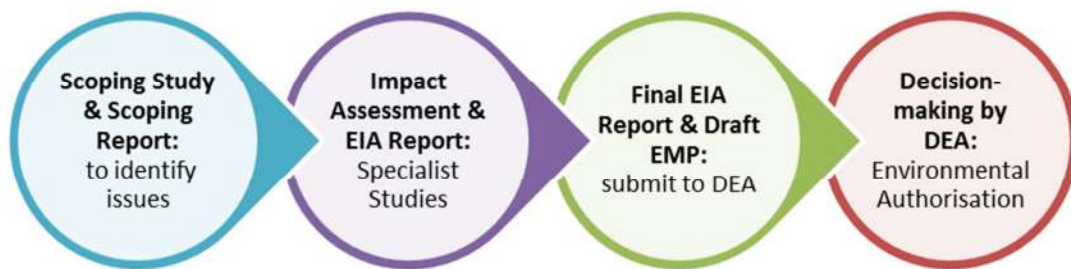 Scoping Study
& Scoping
Report:
to identify
issues
Impact
Assessment &
EIA Report:
Specialist
Studies
Final EIA
Report & Draft
EMP:
submit to DEA
Decision-
making by
DEA:
Environmental
Authorisation